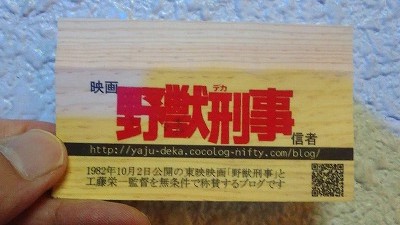 映画
デカ
野獣刑事
信者
http://yaju-deka.cocolog-nifty.com/blog/
1982年10月2日公開の東映映画「野獣刑事」と
工藤栄一監督を無条件で称賛するブログです